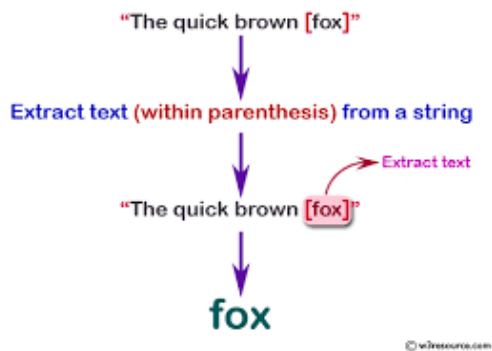 “The quick brown [fox]”
Extract text (within parenthesis) from a string
Extract text
“The quick brown [fox]”
fox
© w3resource.com